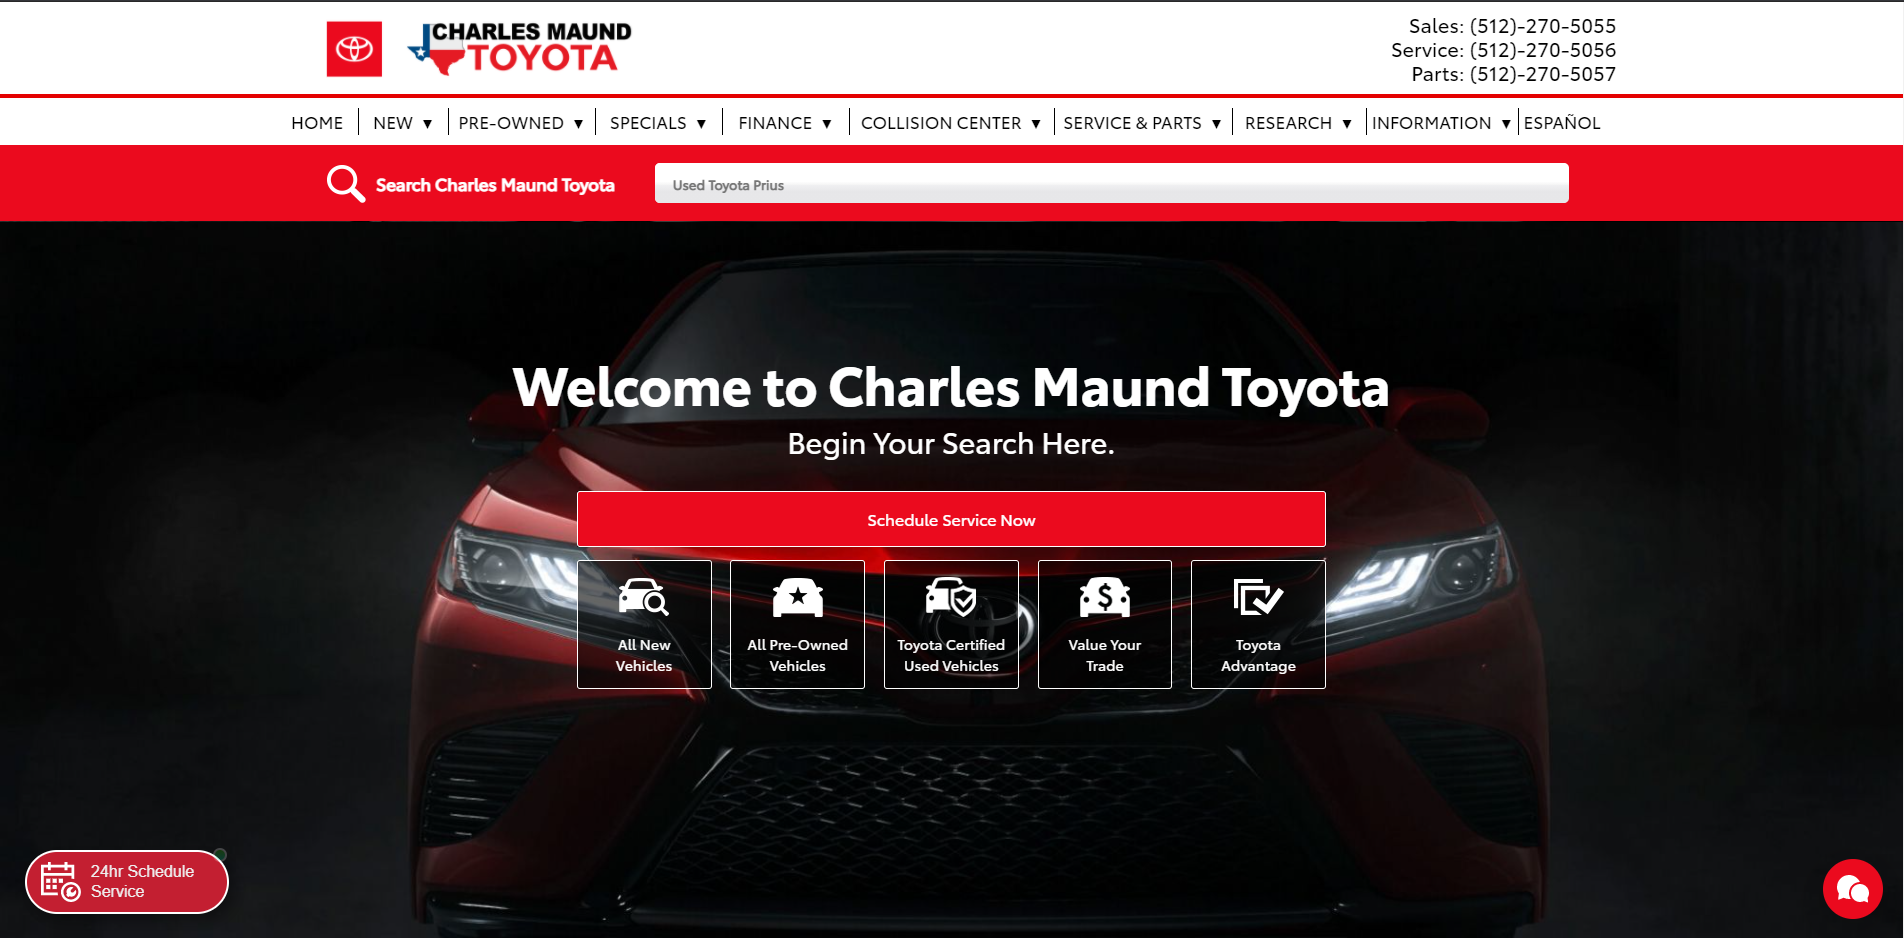 CHARLES MAUND
TOYOTA
Sales: (512)-270-5055
Service: (512)-270-5056
Parts: (512)-270-5057
HOME NEW ▼ PRE-OWNED ▼ SPECIALS ▼ FINANCE ▼ COLLISION CENTER ▼ SERVICE & PARTS ▼ RESEARCH ▼ INFORMATION ▼ ESPAÑOL
Search Charles Maund Toyota
Used Toyota Prius
Welcome to Charles Maund Toyota
Begin Your Search Here.
Schedule Service Now
All New
Vehicles
All Pre-Owned
Vehicles
Toyota Certified
Used Vehicles
Value Your
Trade
Toyota
Advantage
24hr Schedule
Service